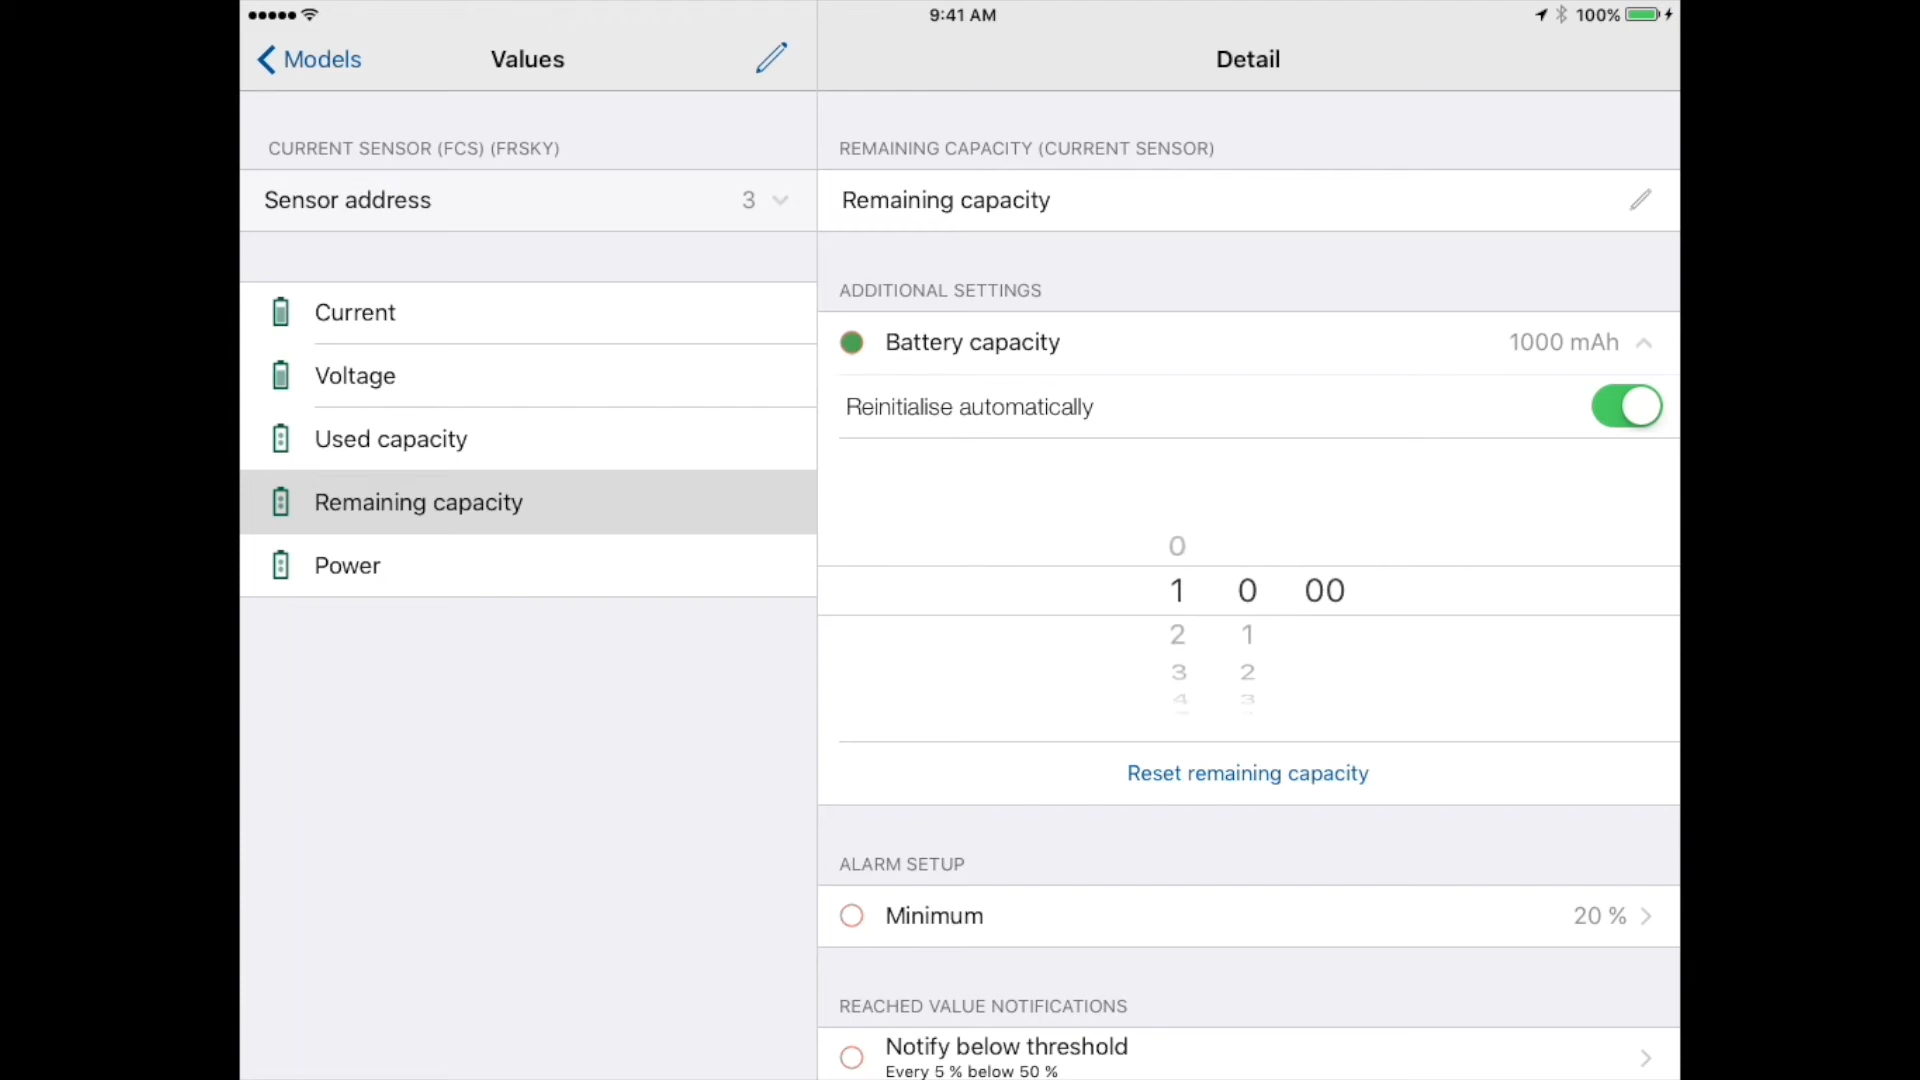 9:41 AM
100%
Models
Values
Detail
CURRENT SENSOR (FCS) (FRSKY)
Sensor address 3
Current
Voltage
Used capacity
Remaining capacity
Power
REMAINING CAPACITY (CURRENT SENSOR)
Remaining capacity
ADDITIONAL SETTINGS
Battery capacity 1000 mAh
Reinitialise automatically
0
1 0 00
2 1
3 2
4 3
Reset remaining capacity
ALARM SETUP
Minimum 20 %
REACHED VALUE NOTIFICATIONS
Notify below threshold
Every 5 % below 50 %